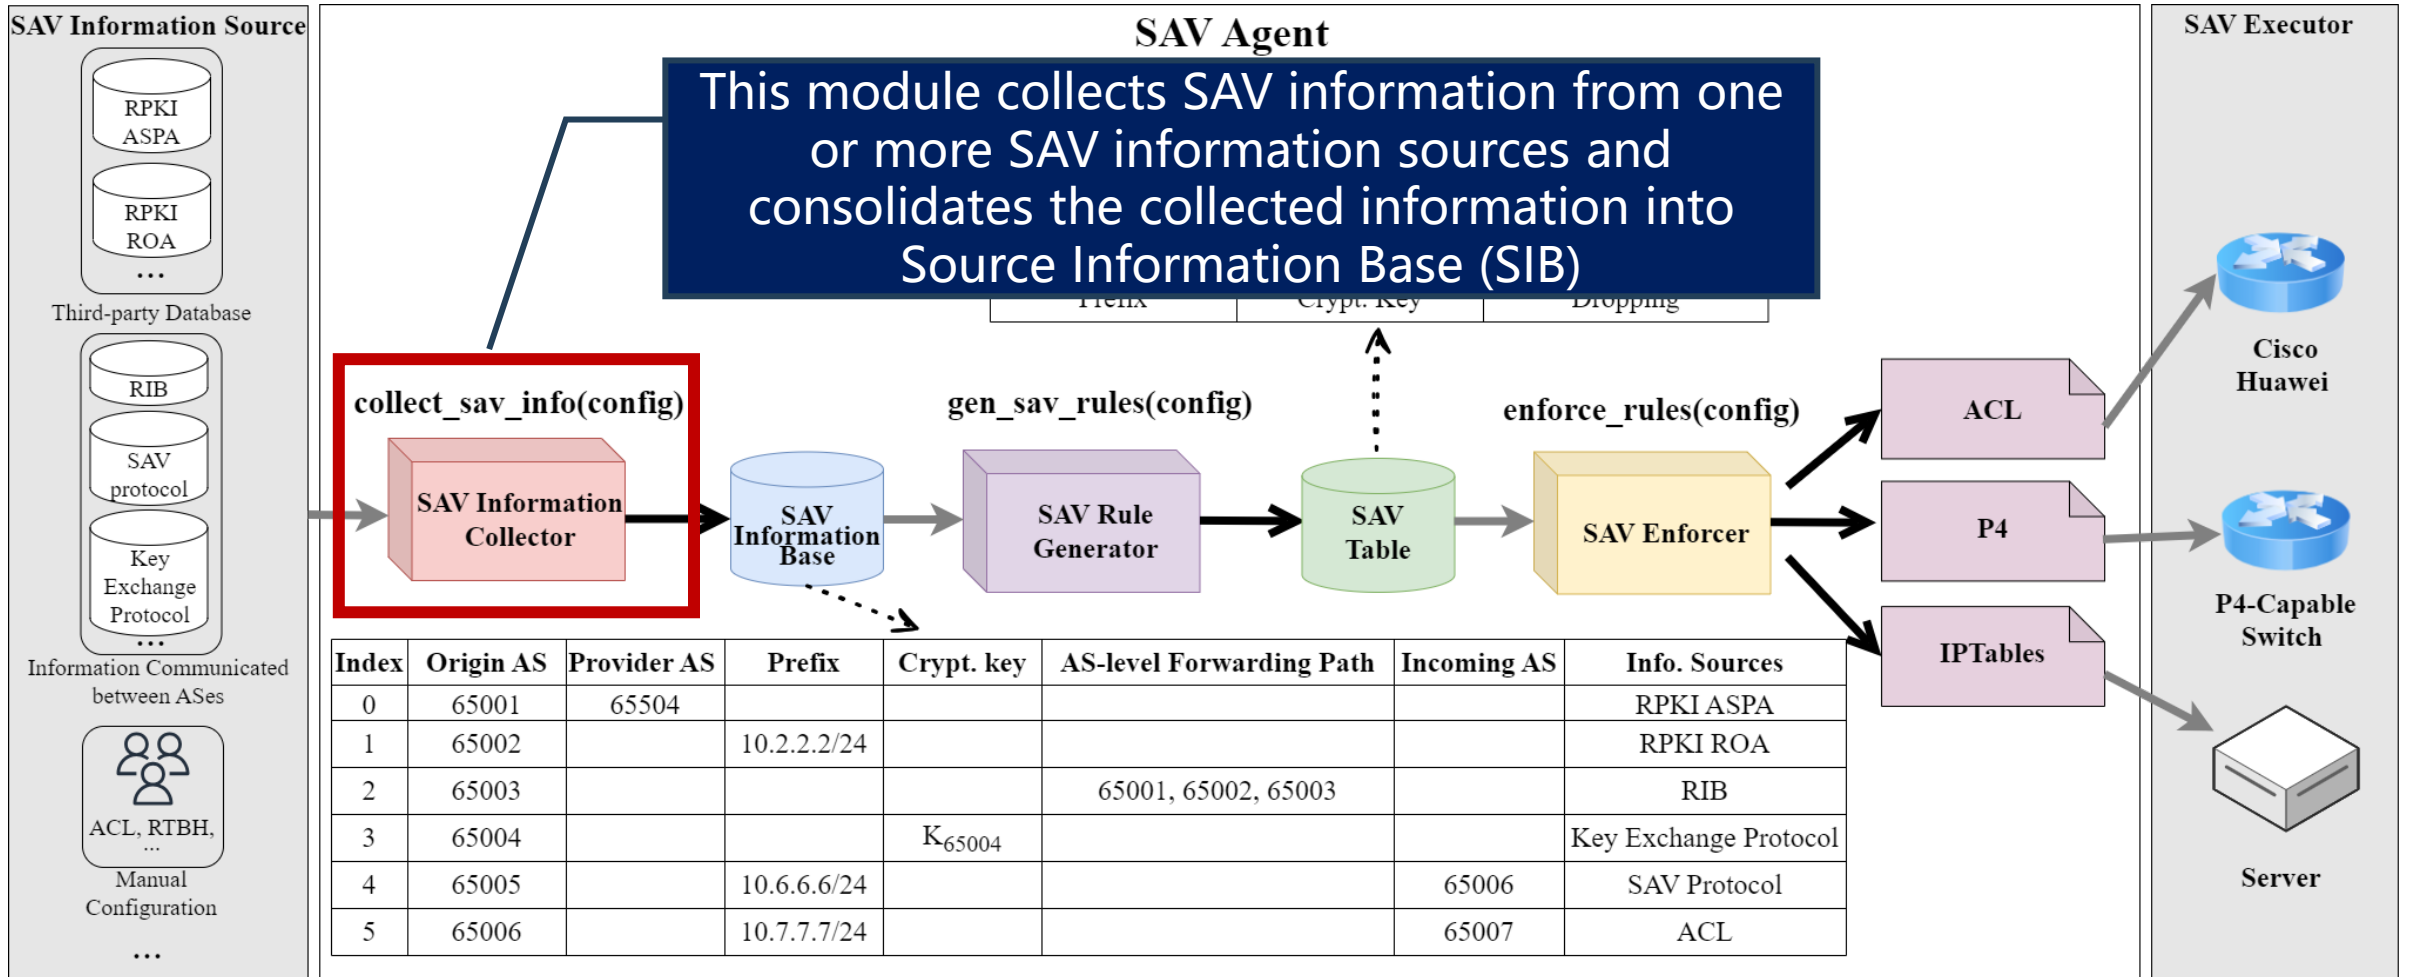 SAV Information Source
RPKI
ASPA
RPKI
ROA
...
Third-party Database
RIB
SAV
protocol
Key
Exchange
Protocol
...
Information Communicated
between ASes
ACL, RTBH,
...
Manual
Configuration
...
SAV Agent
This module collects SAV information from one
or more SAV information sources and
consolidates the collected information into
Source Information Base (SIB)
Prefix Crypt. Key Dropping
collect_sav_info(config)
gen_sav_rules(config)
enforce_rules(config)
SAV Information
Collector
SAV
Information
Base
SAV Rule
Generator
SAV
Table
SAV Enforcer
ACL
P4
IPTables
Index Origin AS Provider AS Prefix Crypt. key AS-level Forwarding Path Incoming AS Info. Sources
0 65001 65504 RPKI ASPA
1 65002 10.2.2.2/24 RPKI ROA
2 65003 65001, 65002, 65003 RIB
3 65004 K65004 Key Exchange Protocol
4 65005 10.6.6.6/24 65006 SAV Protocol
5 65006 10.7.7.7/24 65007 ACL
SAV Executor
Cisco
Huawei
P4-Capable
Switch
Server